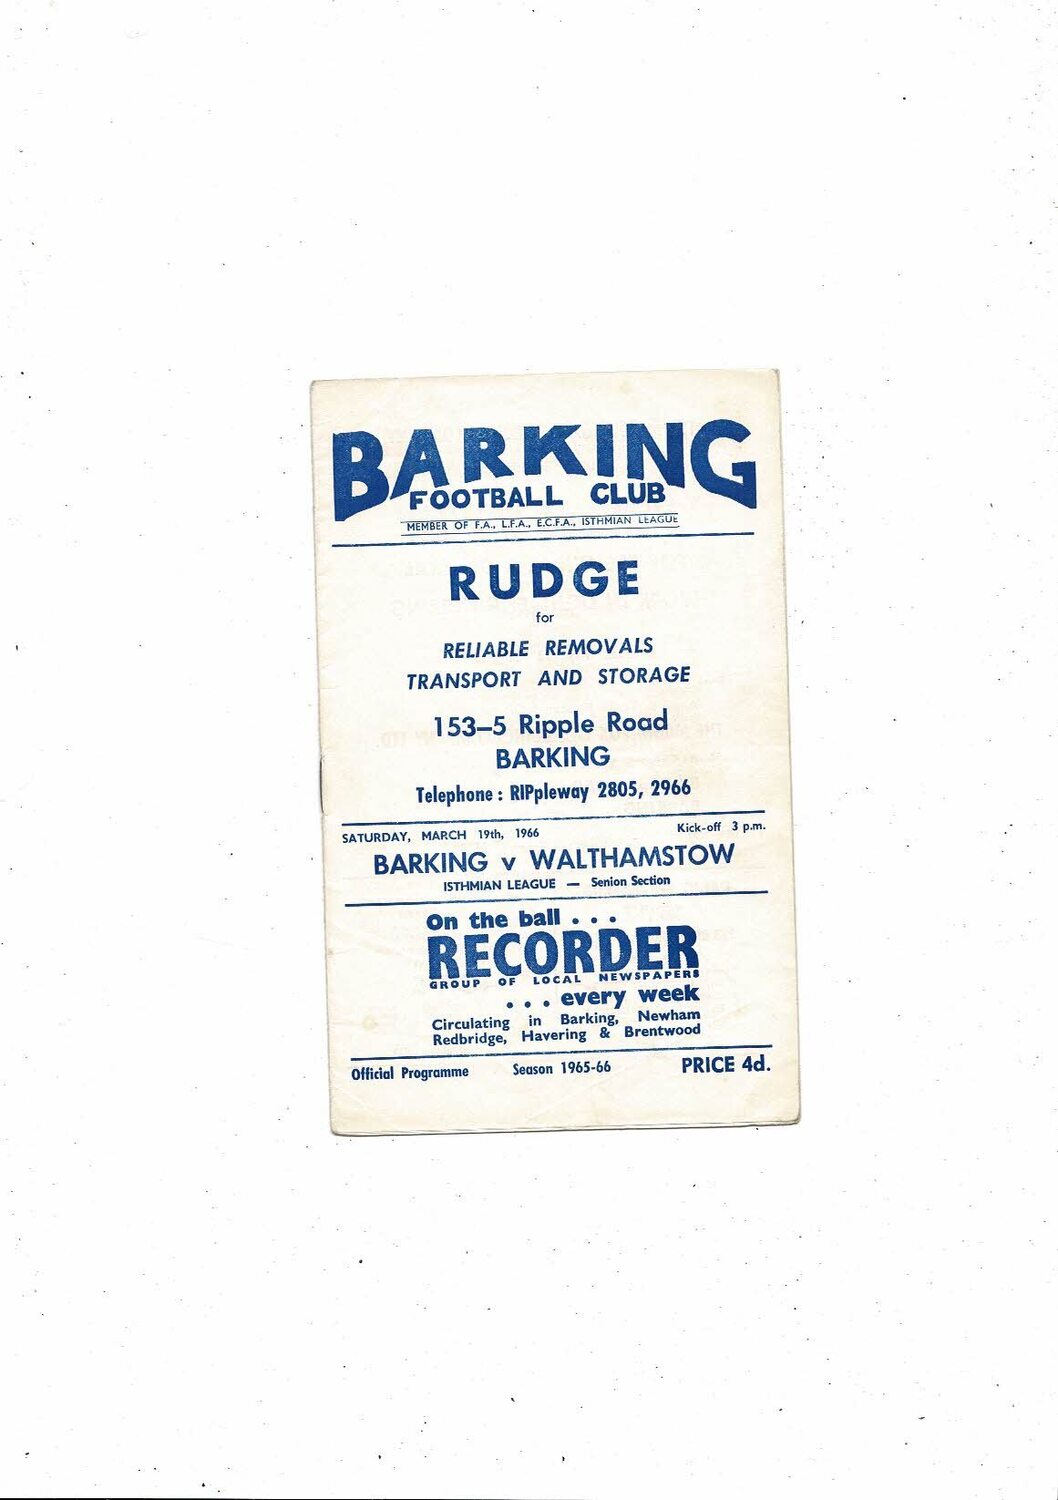 BARKING
FOOTBALL CLUB
MEMBER OF F.A., L.F.A., E.C.F.A., ISTHMIAN LEAGUE
RUDGE
for
RELIABLE REMOVALS
TRANSPORT AND STORAGE
153–5 Ripple Road
BARKING
Telephone : RIPpleway 2805, 2966
SATURDAY, MARCH 19th, 1966 Kick-off 3 p.m.
BARKING v WALTHAMSTOW
ISTHMIAN LEAGUE — Senion Section
On the ball . . .
RECORDER
GROUP OF LOCAL NEWSPAPERS
. . . every week
Circulating in Barking, Newham
Redbridge, Havering & Brentwood
Official Programme Season 1965-66 PRICE 4d.